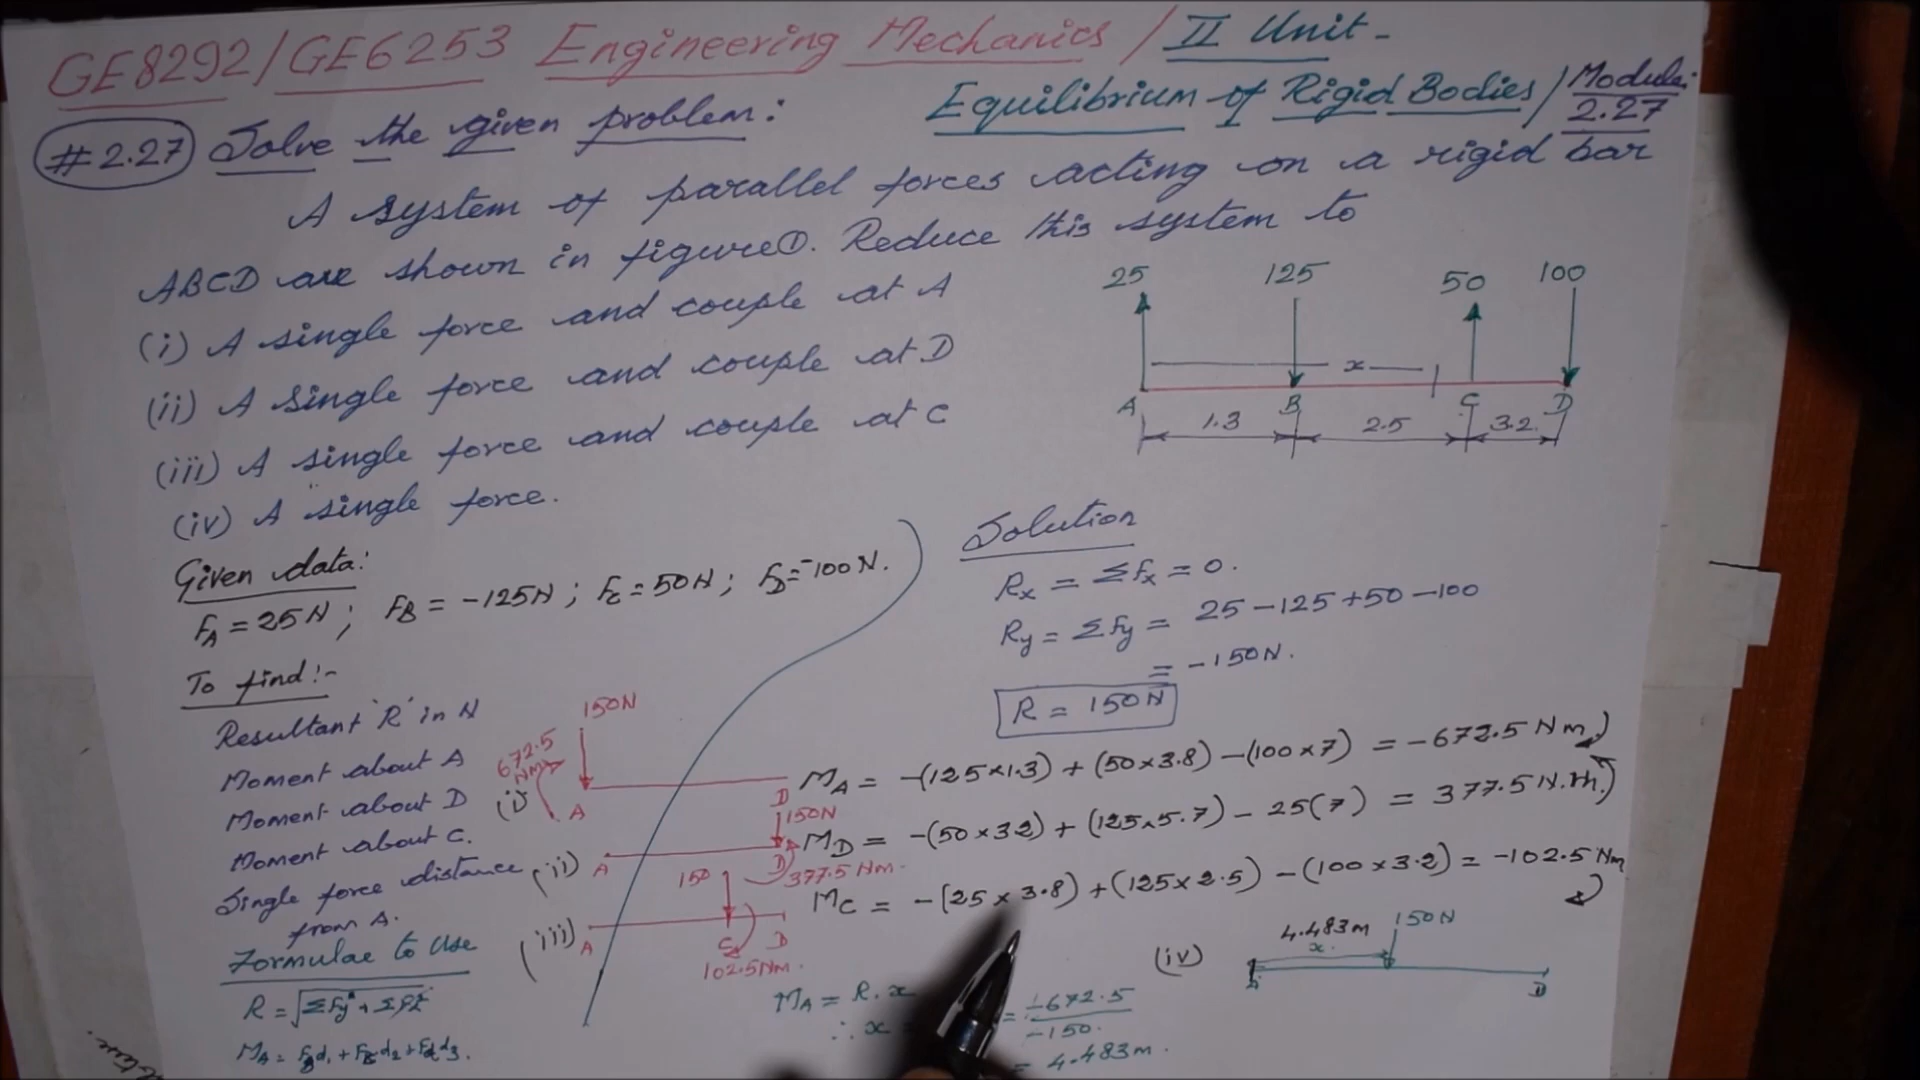 GE8292/GE6253 Engineering Mechanics / II Unit -
Equilibrium of Rigid Bodies / Module: 2.27
#2.27 Solve the given problem:
A system of parallel forces acting on a rigid bar
ABCD are shown in figure①. Reduce this system to
(i) A single force and couple at A
(ii) A single force and couple at D
(iii) A single force and couple at C
(iv) A single force.
25 125 50 100
x
A B C D
1.3 2.5 3.2
Given data:
FA = 25N ; FB = -125N ; FC = 50N ; FD = -100N.
To find:-
Resultant 'R' in N
Moment about A
Moment about D
Moment about C.
Single force distance
from A.
Formulae to use
R = √ΣFy² + ΣFx²
Solution
Rx = Σfx = 0.
Ry = Σfy = 25 -125 +50 -100
= -150N.
R = 150N
MA = -(125×1.3) + (50×3.8) -(100×7) = -672.5 Nm
MD = -(50×3.2) + (125×5.7) - 25(7) = 377.5 N.m.
MC = -(25×3.8) + (125×2.5) - (100×3.2) = -102.5 Nm
150N
672.5
Nm
(i) A D
150N
(ii) A D
377.5 Nm.
150
(iii) A C D
102.5Nm.
MA = R.x
∴ x = = -672.5
-150.
= 4.483m.
(iv) 4.483m 150N
x
D